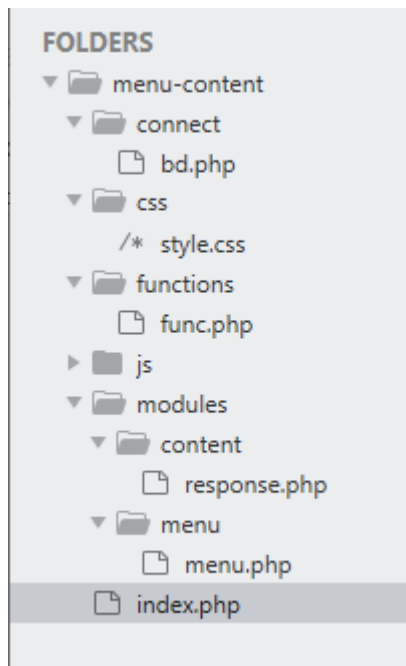 FOLDERS
menu-content
connect
bd.php
css
/* style.css
functions
func.php
js
modules
content
response.php
menu
menu.php
index.php